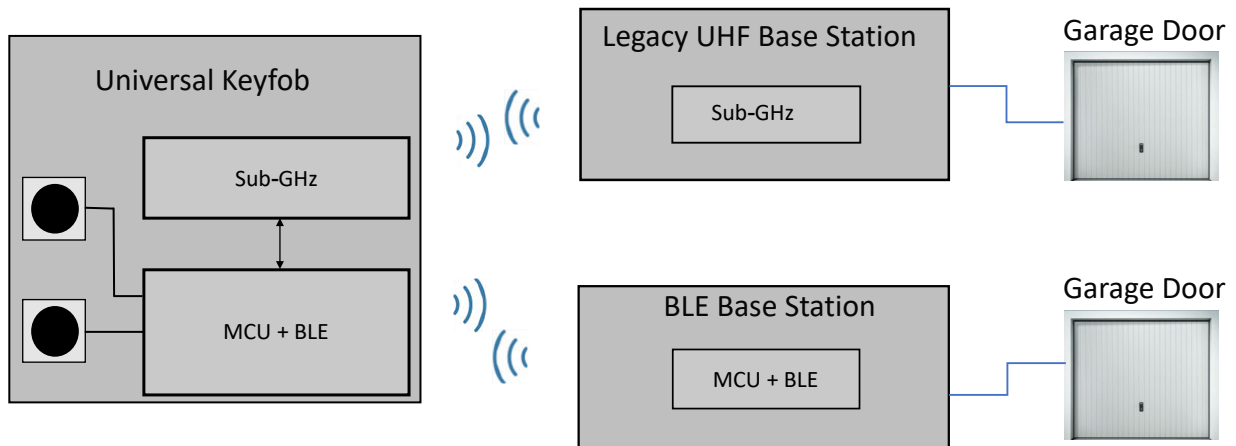 Universal Keyfob
Sub-GHz
MCU + BLE
Legacy UHF Base Station
Sub-GHz
Garage Door
BLE Base Station
MCU + BLE
Garage Door